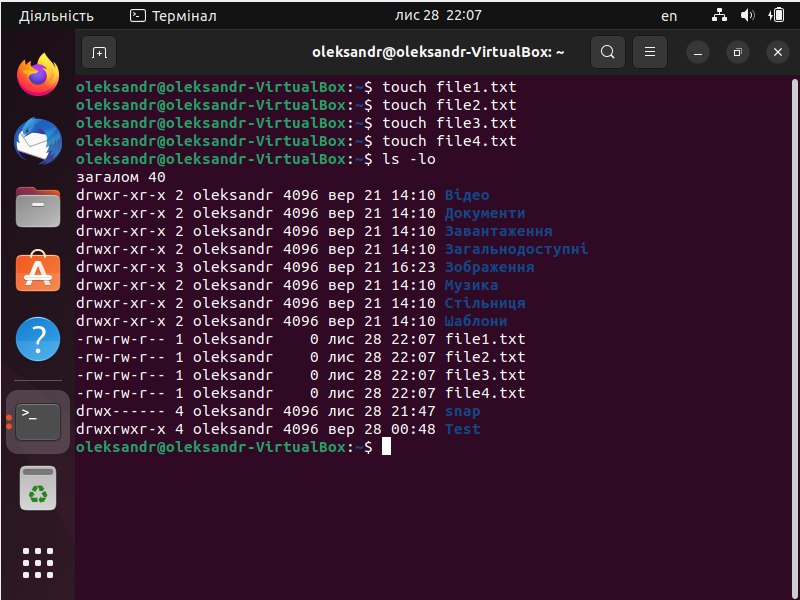 Діяльність Термінал лис 28 22:07 en
oleksandr@oleksandr-VirtualBox: ~
oleksandr@oleksandr-VirtualBox:~$ touch file1.txt
oleksandr@oleksandr-VirtualBox:~$ touch file2.txt
oleksandr@oleksandr-VirtualBox:~$ touch file3.txt
oleksandr@oleksandr-VirtualBox:~$ touch file4.txt
oleksandr@oleksandr-VirtualBox:~$ ls -lo
загалом 40
drwxr-xr-x 2 oleksandr 4096 вер 21 14:10 Відео
drwxr-xr-x 2 oleksandr 4096 вер 21 14:10 Документи
drwxr-xr-x 2 oleksandr 4096 вер 21 14:10 Завантаження
drwxr-xr-x 2 oleksandr 4096 вер 21 14:10 Загальнодоступні
drwxr-xr-x 3 oleksandr 4096 вер 21 16:23 Зображення
drwxr-xr-x 2 oleksandr 4096 вер 21 14:10 Музика
drwxr-xr-x 2 oleksandr 4096 вер 21 14:10 Стільниця
drwxr-xr-x 2 oleksandr 4096 вер 21 14:10 Шаблони
-rw-rw-r-- 1 oleksandr    0 лис 28 22:07 file1.txt
-rw-rw-r-- 1 oleksandr    0 лис 28 22:07 file2.txt
-rw-rw-r-- 1 oleksandr    0 лис 28 22:07 file3.txt
-rw-rw-r-- 1 oleksandr    0 лис 28 22:07 file4.txt
drwx------ 4 oleksandr 4096 лис 28 21:47 snap
drwxrwxr-x 4 oleksandr 4096 вер 28 00:48 Test
oleksandr@oleksandr-VirtualBox:~$